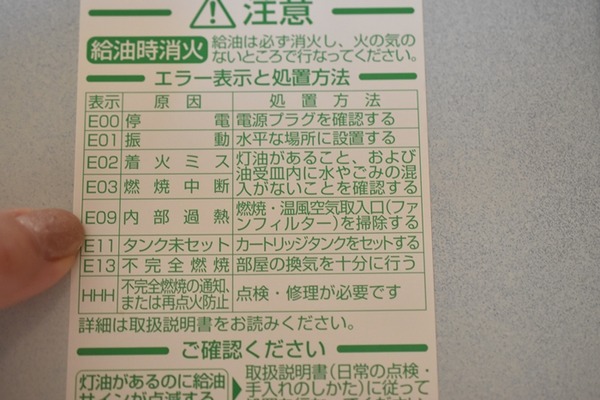 注意
給油時消火 給油は必ず消火し、火の気の
ないところで行なってください。
エラー表示と処置方法
表示 原因 処置方法
E00 停電 電源プラグを確認する
E01 振動 水平な場所に設置する
E02 着火ミス 灯油があること、および
油受皿内に水やごみの混
E03 燃焼中断 入がないことを確認する
E09 内部過熱 燃焼・温風空気取入口(ファ
ンフィルター)を掃除する
E11 タンク未セット カートリッジタンクをセットする
E13 不完全燃焼 部屋の換気を十分に行う
HHH 不完全燃焼の通知、
または再点火防止 点検・修理が必要です
詳細は取扱説明書をお読みください。
ご確認ください
灯油があるのに給油 取扱説明書(日常の点検・
サインが点滅する 手入れのしかた)に従って